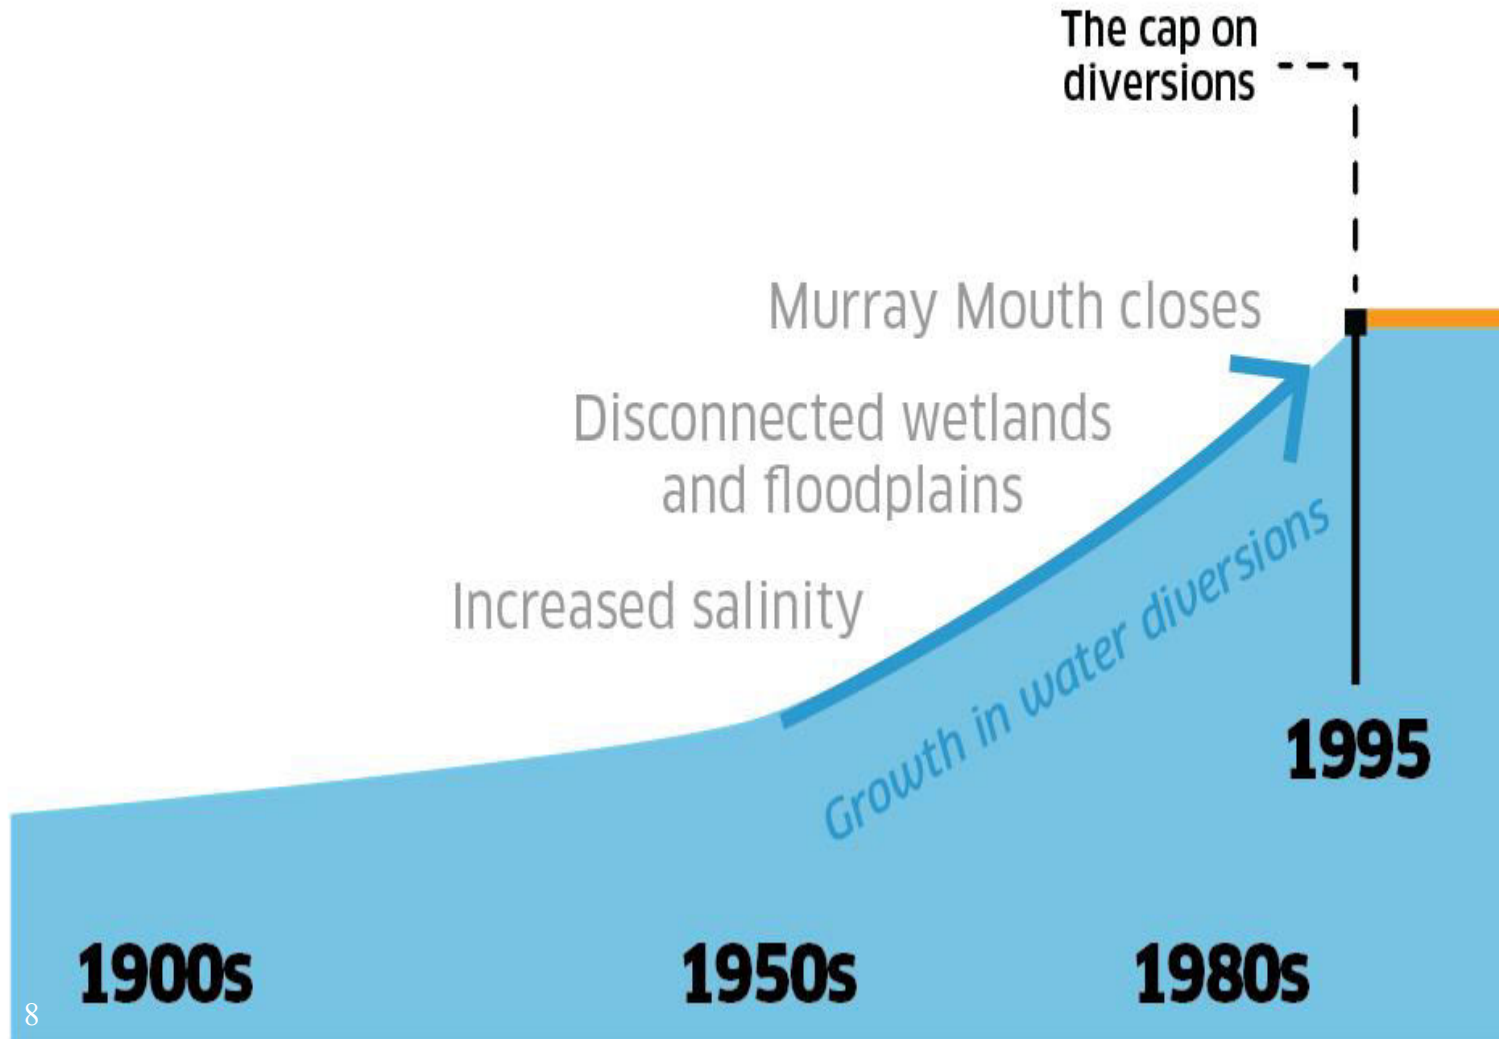 The cap on
diversions
Murray Mouth closes
Disconnected wetlands
and floodplains
Increased salinity
Growth in water diversions
1995
1900s
1950s
1980s
8